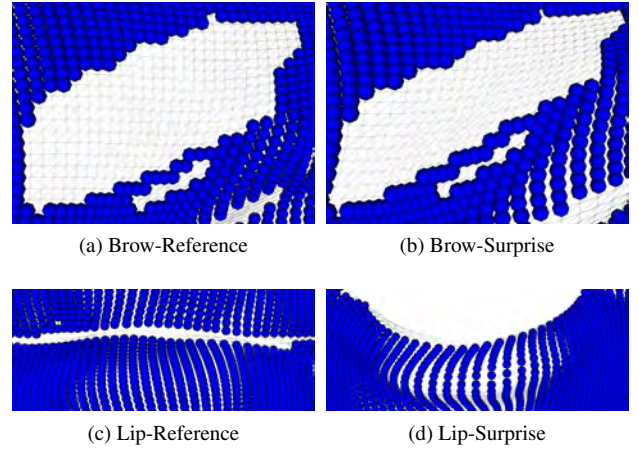 (a) Brow-Reference
(b) Brow-Surprise
(c) Lip-Reference
(d) Lip-Surprise